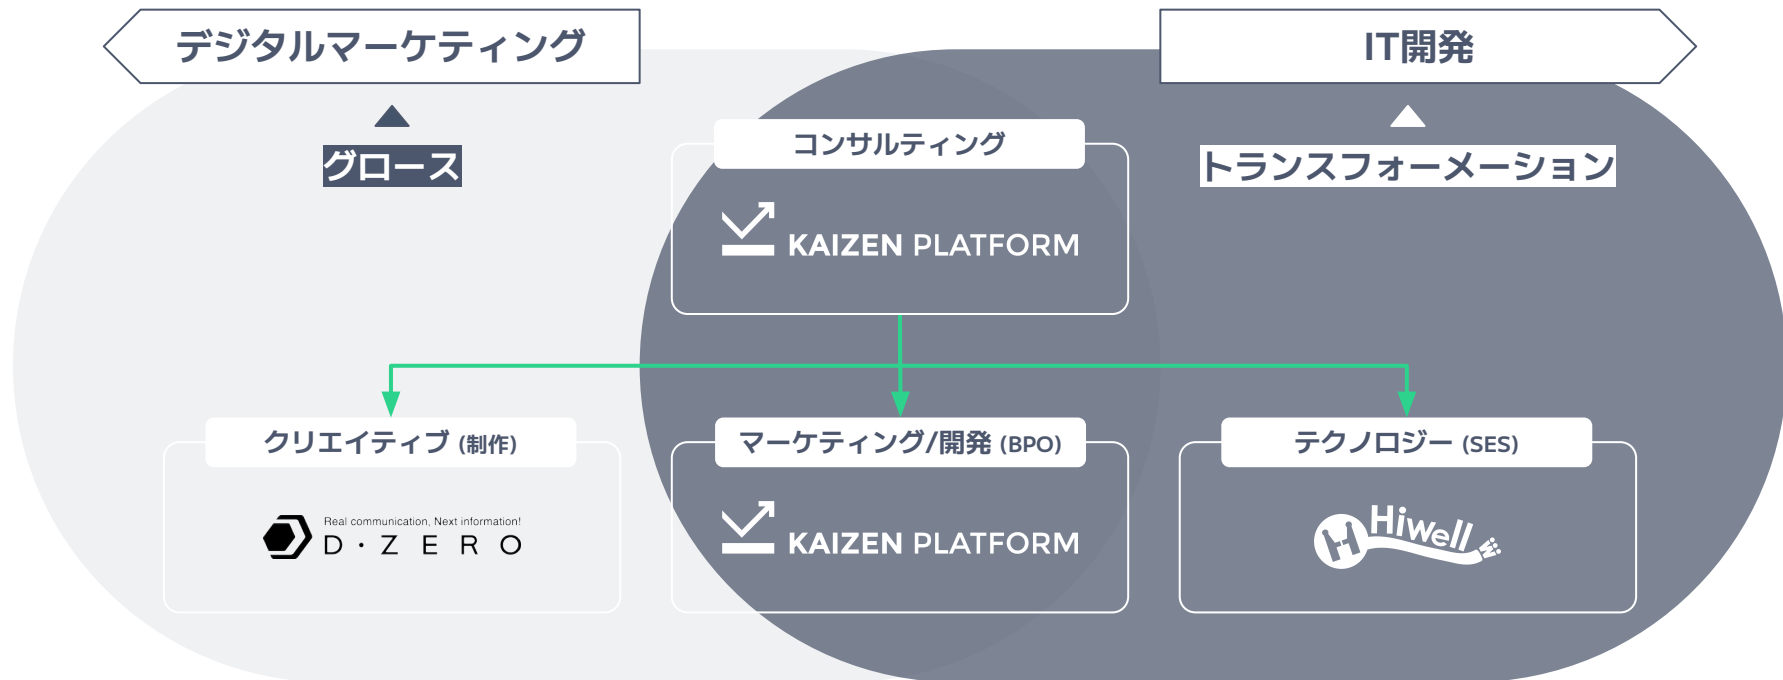 デジタルマーケティング
IT開発
グロース
トランスフォーメーション
コンサルティング
KAIZEN PLATFORM
クリエイティブ (制作)
Real communication, Next information!
D・ZERO
マーケティング/開発 (BPO)
KAIZEN PLATFORM
テクノロジー (SES)
Hiwell